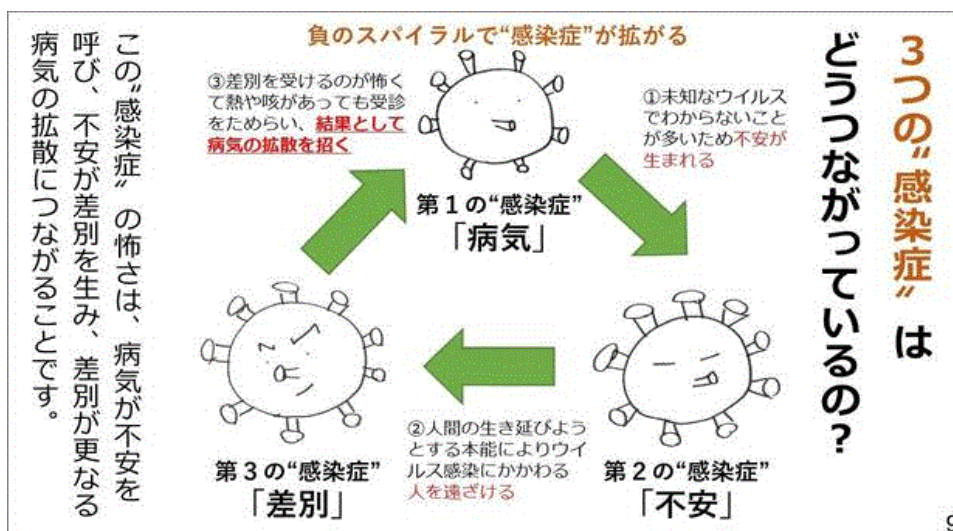 3つの“感染症”は
どうつながっているの？
負のスパイラルで“感染症”が拡がる
①未知なウイルス
でわからないこと
が多いため不安が
生まれる
第１の“感染症”
「病気」
③差別を受けるのが怖く
て熱や咳があっても受診
をためらい、結果として
病気の拡散を招く
第２の“感染症”
「不安」
②人間の生き延びよう
とする本能によりウイ
ルス感染にかかわる
人を遠ざける
第３の“感染症”
「差別」
この“感染症”の怖さは、病気が不安を
呼び、不安が差別を生み、差別が更なる
病気の拡散につながることです。
9